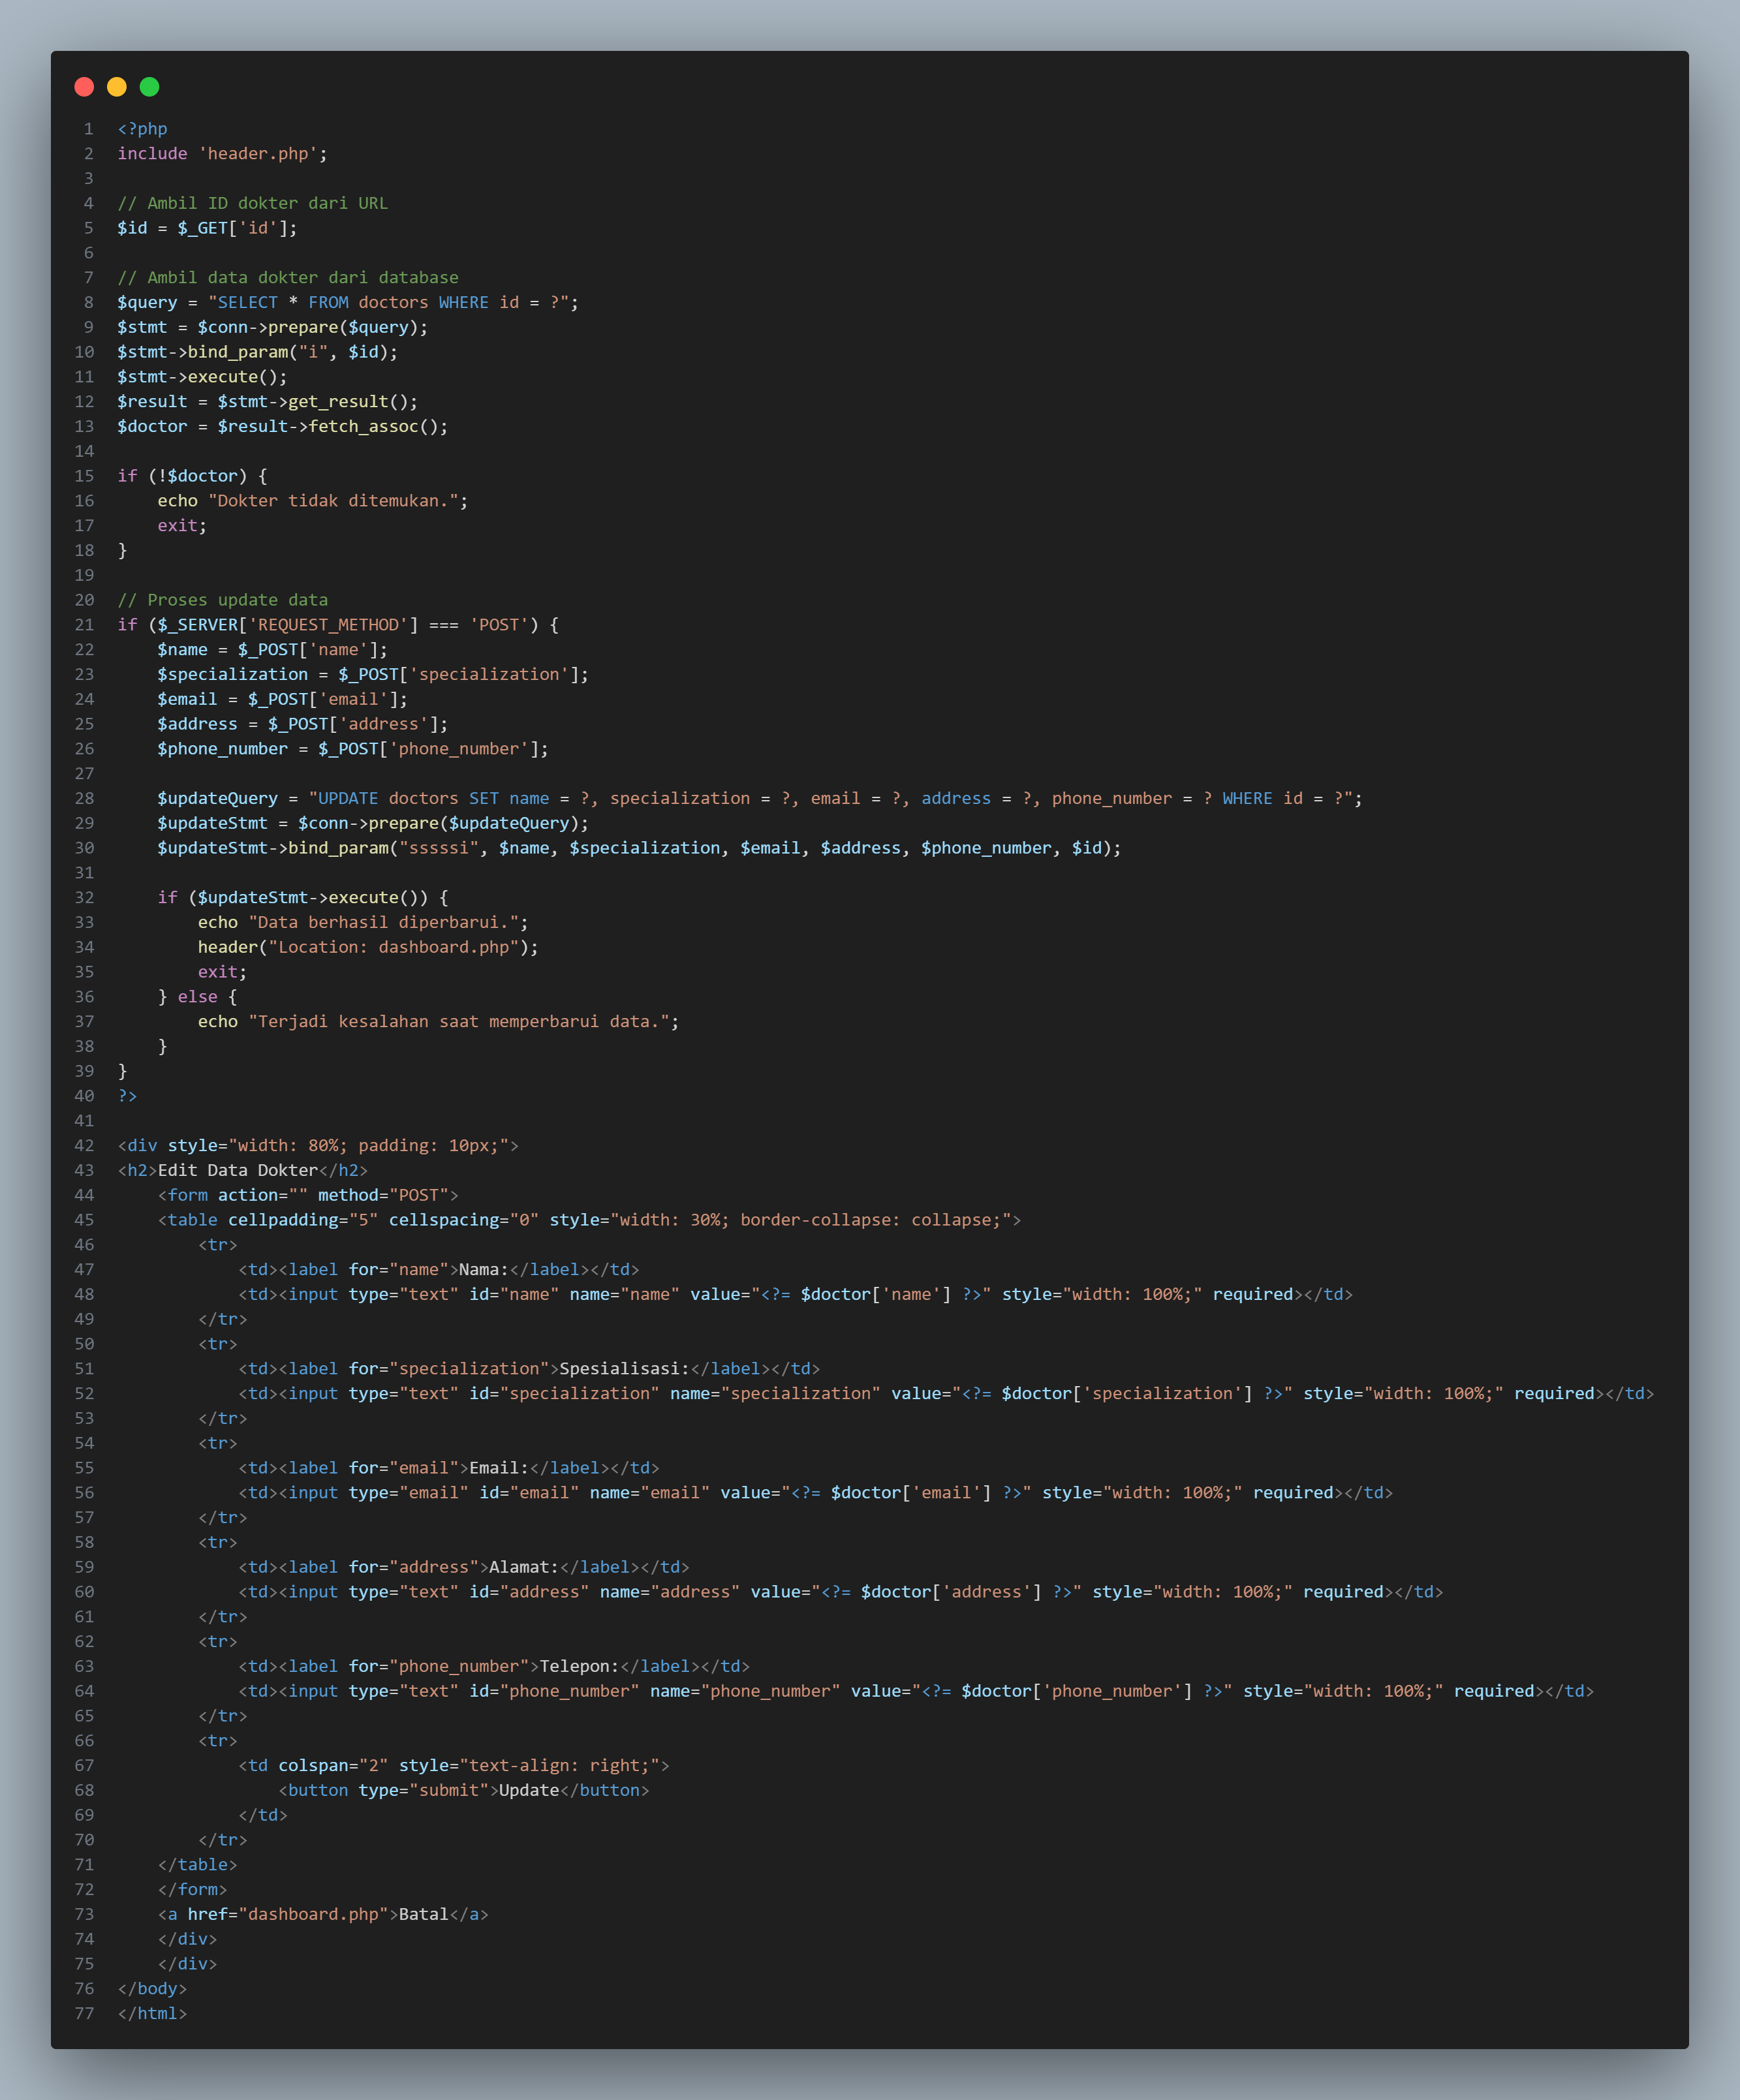 1 <?php
2 include 'header.php';
3
4 // Ambil ID dokter dari URL
5 $id = $_GET['id'];
6
7 // Ambil data dokter dari database
8 $query = "SELECT * FROM doctors WHERE id = ?";
9 $stmt = $conn->prepare($query);
10 $stmt->bind_param("i", $id);
11 $stmt->execute();
12 $result = $stmt->get_result();
13 $doctor = $result->fetch_assoc();
14
15 if (!$doctor) {
16     echo "Dokter tidak ditemukan.";
17     exit;
18 }
19
20 // Proses update data
21 if ($_SERVER['REQUEST_METHOD'] === 'POST') {
22     $name = $_POST['name'];
23     $specialization = $_POST['specialization'];
24     $email = $_POST['email'];
25     $address = $_POST['address'];
26     $phone_number = $_POST['phone_number'];
27
28     $updateQuery = "UPDATE doctors SET name = ?, specialization = ?, email = ?, address = ?, phone_number = ? WHERE id = ?";
29     $updateStmt = $conn->prepare($updateQuery);
30     $updateStmt->bind_param("sssssi", $name, $specialization, $email, $address, $phone_number, $id);
31
32     if ($updateStmt->execute()) {
33         echo "Data berhasil diperbarui.";
34         header("Location: dashboard.php");
35         exit;
36     } else {
37         echo "Terjadi kesalahan saat memperbarui data.";
38     }
39 }
40 ?>
41
42 <div style="width: 80%; padding: 10px;">
43 <h2>Edit Data Dokter</h2>
44     <form action="" method="POST">
45     <table cellpadding="5" cellspacing="0" style="width: 30%; border-collapse: collapse;">
46         <tr>
47             <td><label for="name">Nama:</label></td>
48             <td><input type="text" id="name" name="name" value="<?= $doctor['name'] ?>" style="width: 100%;" required></td>
49         </tr>
50         <tr>
51             <td><label for="specialization">Spesialisasi:</label></td>
52             <td><input type="text" id="specialization" name="specialization" value="<?= $doctor['specialization'] ?>" style="width: 100%;" required></td>
53         </tr>
54         <tr>
55             <td><label for="email">Email:</label></td>
56             <td><input type="email" id="email" name="email" value="<?= $doctor['email'] ?>" style="width: 100%;" required></td>
57         </tr>
58         <tr>
59             <td><label for="address">Alamat:</label></td>
60             <td><input type="text" id="address" name="address" value="<?= $doctor['address'] ?>" style="width: 100%;" required></td>
61         </tr>
62         <tr>
63             <td><label for="phone_number">Telepon:</label></td>
64             <td><input type="text" id="phone_number" name="phone_number" value="<?= $doctor['phone_number'] ?>" style="width: 100%;" required></td>
65         </tr>
66         <tr>
67             <td colspan="2" style="text-align: right;">
68                 <button type="submit">Update</button>
69             </td>
70         </tr>
71     </table>
72     </form>
73     <a href="dashboard.php">Batal</a>
74     </div>
75     </div>
76 </body>
77 </html>